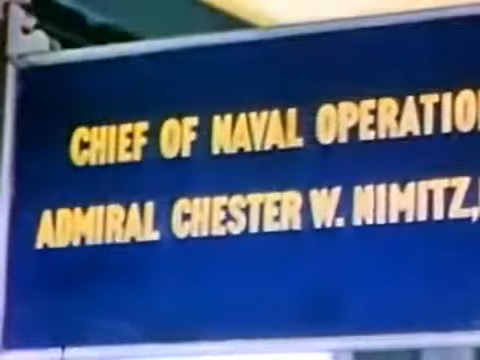 CHIEF OF NAVAL OPERATIO
ADMIRAL CHESTER W. NIMITZ,